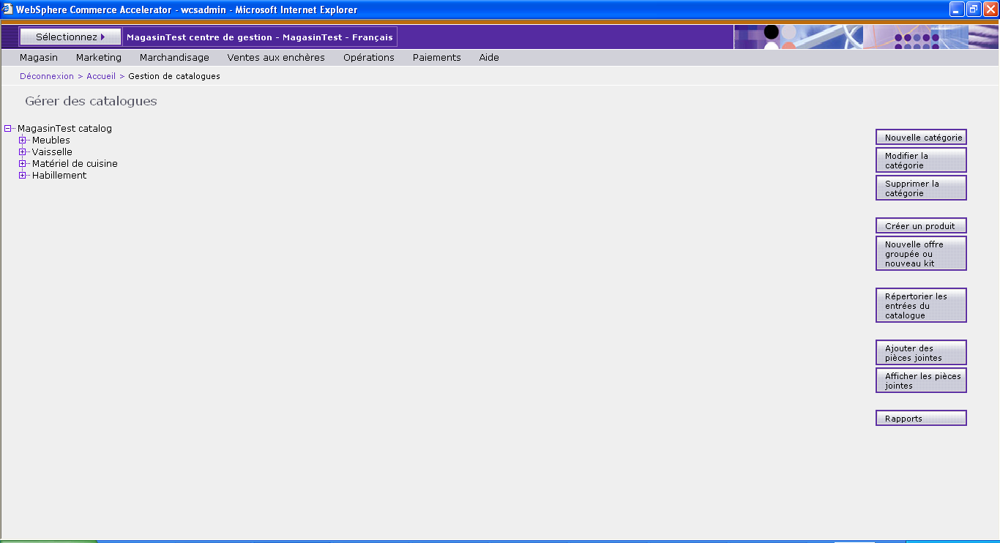 WebSphere Commerce Accelerator - wcsadmin - Microsoft Internet Explorer
Sélectionnez
MagasinTest centre de gestion - MagasinTest - Français
Magasin Marketing Marchandisage Ventes aux enchères Opérations Paiements Aide
Déconnexion > Accueil > Gestion de catalogues
Gérer des catalogues
MagasinTest catalog
Meubles
Vaisselle
Matériel de cuisine
Habillement
Nouvelle catégorie
Modifier la
catégorie
Supprimer la
catégorie
Créer un produit
Nouvelle offre
groupée ou
nouveau kit
Répertorier les
entrées du
catalogue
Ajouter des
pièces jointes
Afficher les pièces
jointes
Rapports